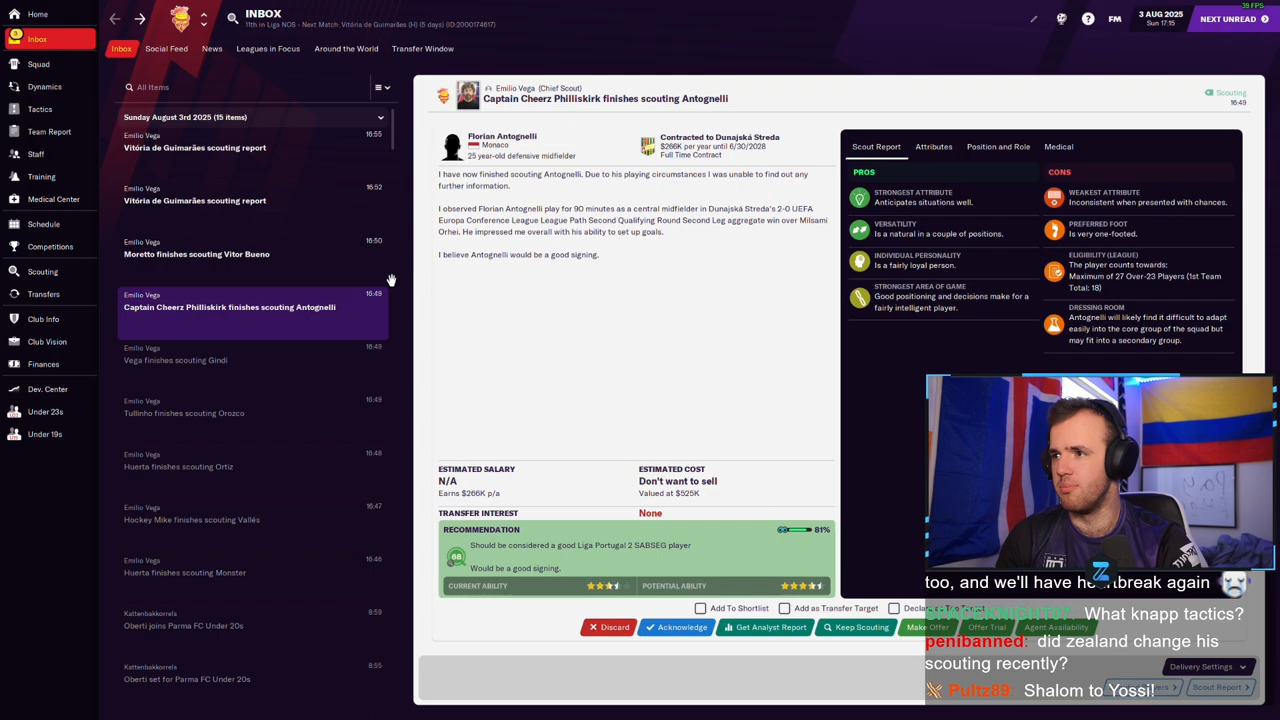 39 FPS
Home
INBOX
11th in Liga NOS - Next Match: Vitória de Guimarães (H) (5 days) (ID:2000174617)
FM
3 AUG 2025
SUN 17:15
NEXT UNREAD
3
Inbox
Squad
Dynamics
Tactics
Team Report
Staff
Training
Medical Center
Schedule
Competitions
Scouting
Transfers
Club Info
Club Vision
Finances
Dev. Center
Under 23s
Under 19s
Inbox
Social Feed
News
Leagues in Focus
Around the World
Transfer Window
All Items
Sunday August 3rd 2025 (15 items)
Emilio Vega 16:55
Vitória de Guimarães scouting report
Emilio Vega 16:52
Vitória de Guimarães scouting report
Emilio Vega 16:50
Moretto finishes scouting Vitor Bueno
Emilio Vega 16:49
Captain Cheerz Philliskirk finishes scouting Antognelli
Emilio Vega 16:49
Vega finishes scouting Gindi
Emilio Vega 16:49
Tullinho finishes scouting Orozco
Emilio Vega 16:48
Huerta finishes scouting Ortiz
Emilio Vega 16:47
Hockey Mike finishes scouting Vallés
Emilio Vega 16:46
Huerta finishes scouting Monster
Kattenbakkorrels 8:59
Oberti joins Parma FC Under 20s
Kattenbakkorrels 8:55
Oberti set for Parma FC Under 20s
Emilio Vega (Chief Scout)
Captain Cheerz Philliskirk finishes scouting Antognelli
Scouting
16:49
Florian Antognelli
Monaco
25 year-old defensive midfielder
Contracted to Dunajská Streda
$266K per year until 6/30/2028
Full Time Contract
I have now finished scouting Antognelli. Due to his playing circumstances I was unable to find out any
further information.
I observed Florian Antognelli play for 90 minutes as a central midfielder in Dunajská Streda's 2-0 UEFA
Europa Conference League League Path Second Qualifying Round Second Leg aggregate win over Milsami
Orhei. He impressed me overall with his ability to set up goals.
I believe Antognelli would be a good signing.
ESTIMATED SALARY
N/A
Earns $266K p/a
ESTIMATED COST
Don't want to sell
Valued at $525K
TRANSFER INTEREST
None
RECOMMENDATION
81%
68
Should be considered a good Liga Portugal 2 SABSEG player
Would be a good signing.
CURRENT ABILITY
POTENTIAL ABILITY
Scout Report
Attributes
Position and Role
Medical
PROS
STRONGEST ATTRIBUTE
Anticipates situations well.
VERSATILITY
Is a natural in a couple of positions.
INDIVIDUAL PERSONALITY
Is a fairly loyal person.
STRONGEST AREA OF GAME
Good positioning and decisions make for a
fairly intelligent player.
CONS
WEAKEST ATTRIBUTE
Inconsistent when presented with chances.
PREFERRED FOOT
Is very one-footed.
ELIGIBILITY (LEAGUE)
The player counts towards:
Maximum of 27 Over-23 Players (1st Team
Total: 18)
DRESSING ROOM
Antognelli will likely find it difficult to adapt
easily into the core group of the squad but
may fit into a secondary group.
Add To Shortlist
Add as Transfer Target
Discard
Acknowledge
Get Analyst Report
Keep Scouting
Make Offer
Offer Trial
Agent Availability
Delivery Settings
Scout Report
too, and we'll have heartbreak again
What knapp tactics?
penibanned: did zealand change his
scouting recently?
Pultz89: Shalom to Yossi!